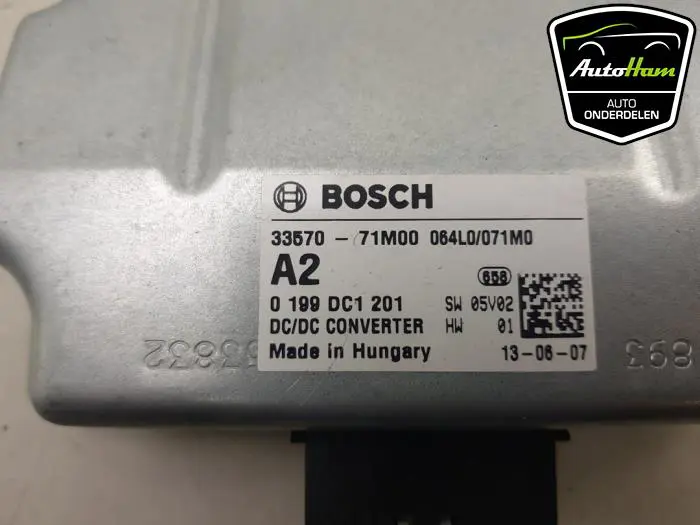 AutoHam
AUTO
ONDERDELEN
BOSCH
33570 - 71M00 064L0/071M0
A2
658
0 199 DC1 201 SW 05V02
DC/DC CONVERTER HW 01
Made in Hungary 13-06-07